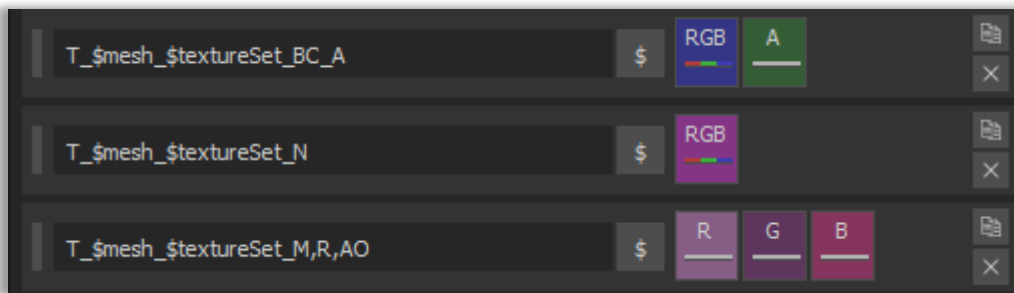 T_$mesh_$textureSet_BC_A $ RGB A
T_$mesh_$textureSet_N $ RGB
T_$mesh_$textureSet_M,R,AO $ R G B